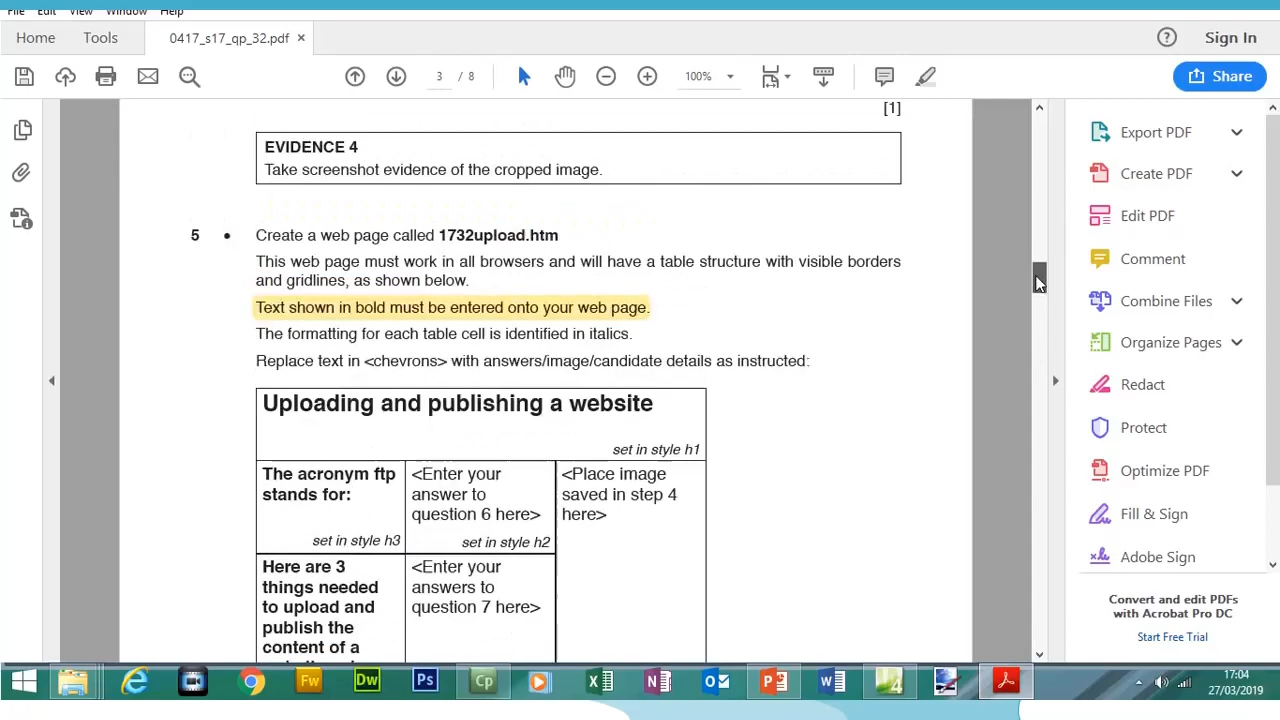 File Edit View Window Help
Home Tools 0417_s17_qp_32.pdf × Sign In
3 / 8 100% Share
[1]
EVIDENCE 4
Take screenshot evidence of the cropped image.
5 • Create a web page called 1732upload.htm
This web page must work in all browsers and will have a table structure with visible borders
and gridlines, as shown below.
Text shown in bold must be entered onto your web page.
The formatting for each table cell is identified in italics.
Replace text in <chevrons> with answers/image/candidate details as instructed:
Uploading and publishing a website
set in style h1
The acronym ftp
stands for:
set in style h3
<Enter your
answer to
question 6 here>
set in style h2
<Place image
saved in step 4
here>
Here are 3
things needed
to upload and
publish the
content of a
<Enter your
answers to
question 7 here>
Export PDF
Create PDF
Edit PDF
Comment
Combine Files
Organize Pages
Redact
Protect
Optimize PDF
Fill & Sign
Adobe Sign
Convert and edit PDFs
with Acrobat Pro DC
Start Free Trial
Fw Dw Ps Cp
17:04
27/03/2019